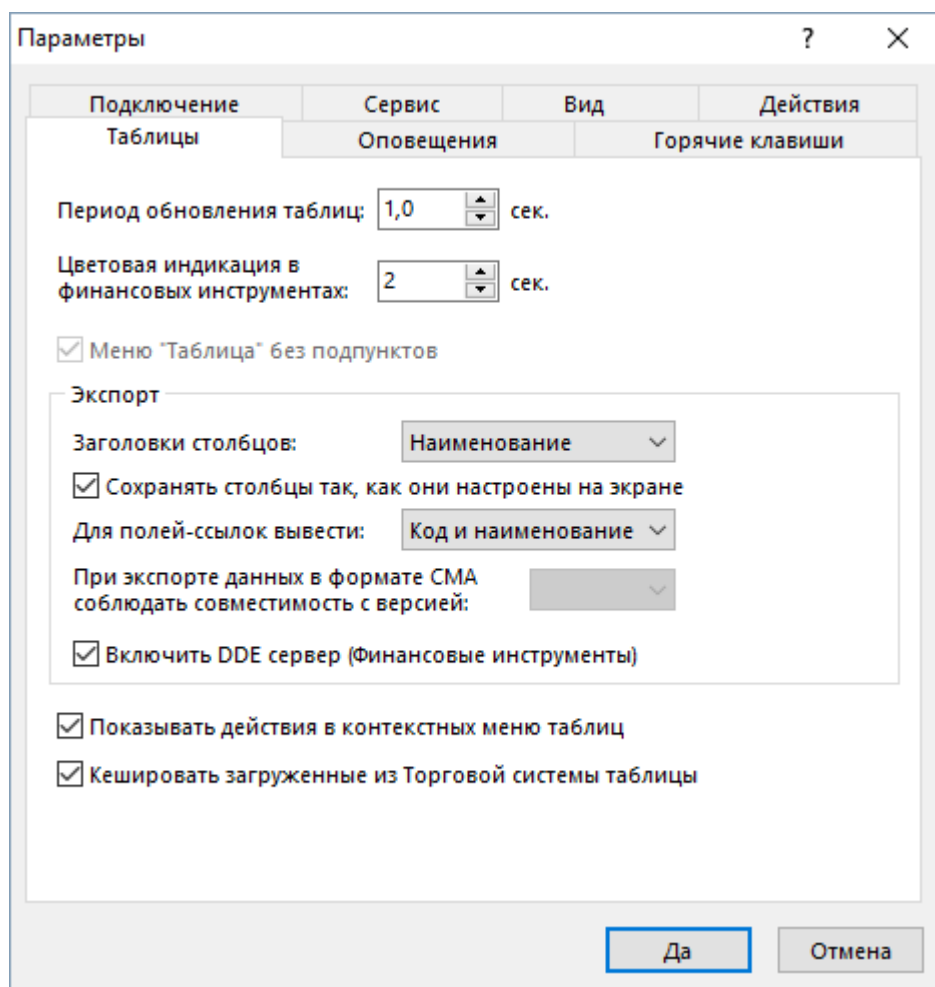 Параметры ?
Подключение Сервис Вид Действия
Таблицы Оповещения Горячие клавиши
Период обновления таблиц: 1,0 сек.
Цветовая индикация в
финансовых инструментах: 2 сек.
Меню "Таблица" без подпунктов
Экспорт
Заголовки столбцов: Наименование
Сохранять столбцы так, как они настроены на экране
Для полей-ссылок вывести: Код и наименование
При экспорте данных в формате СМА
соблюдать совместимость с версией:
Включить DDE сервер (Финансовые инструменты)
Показывать действия в контекстных меню таблиц
Кешировать загруженные из Торговой системы таблицы
Да Отмена